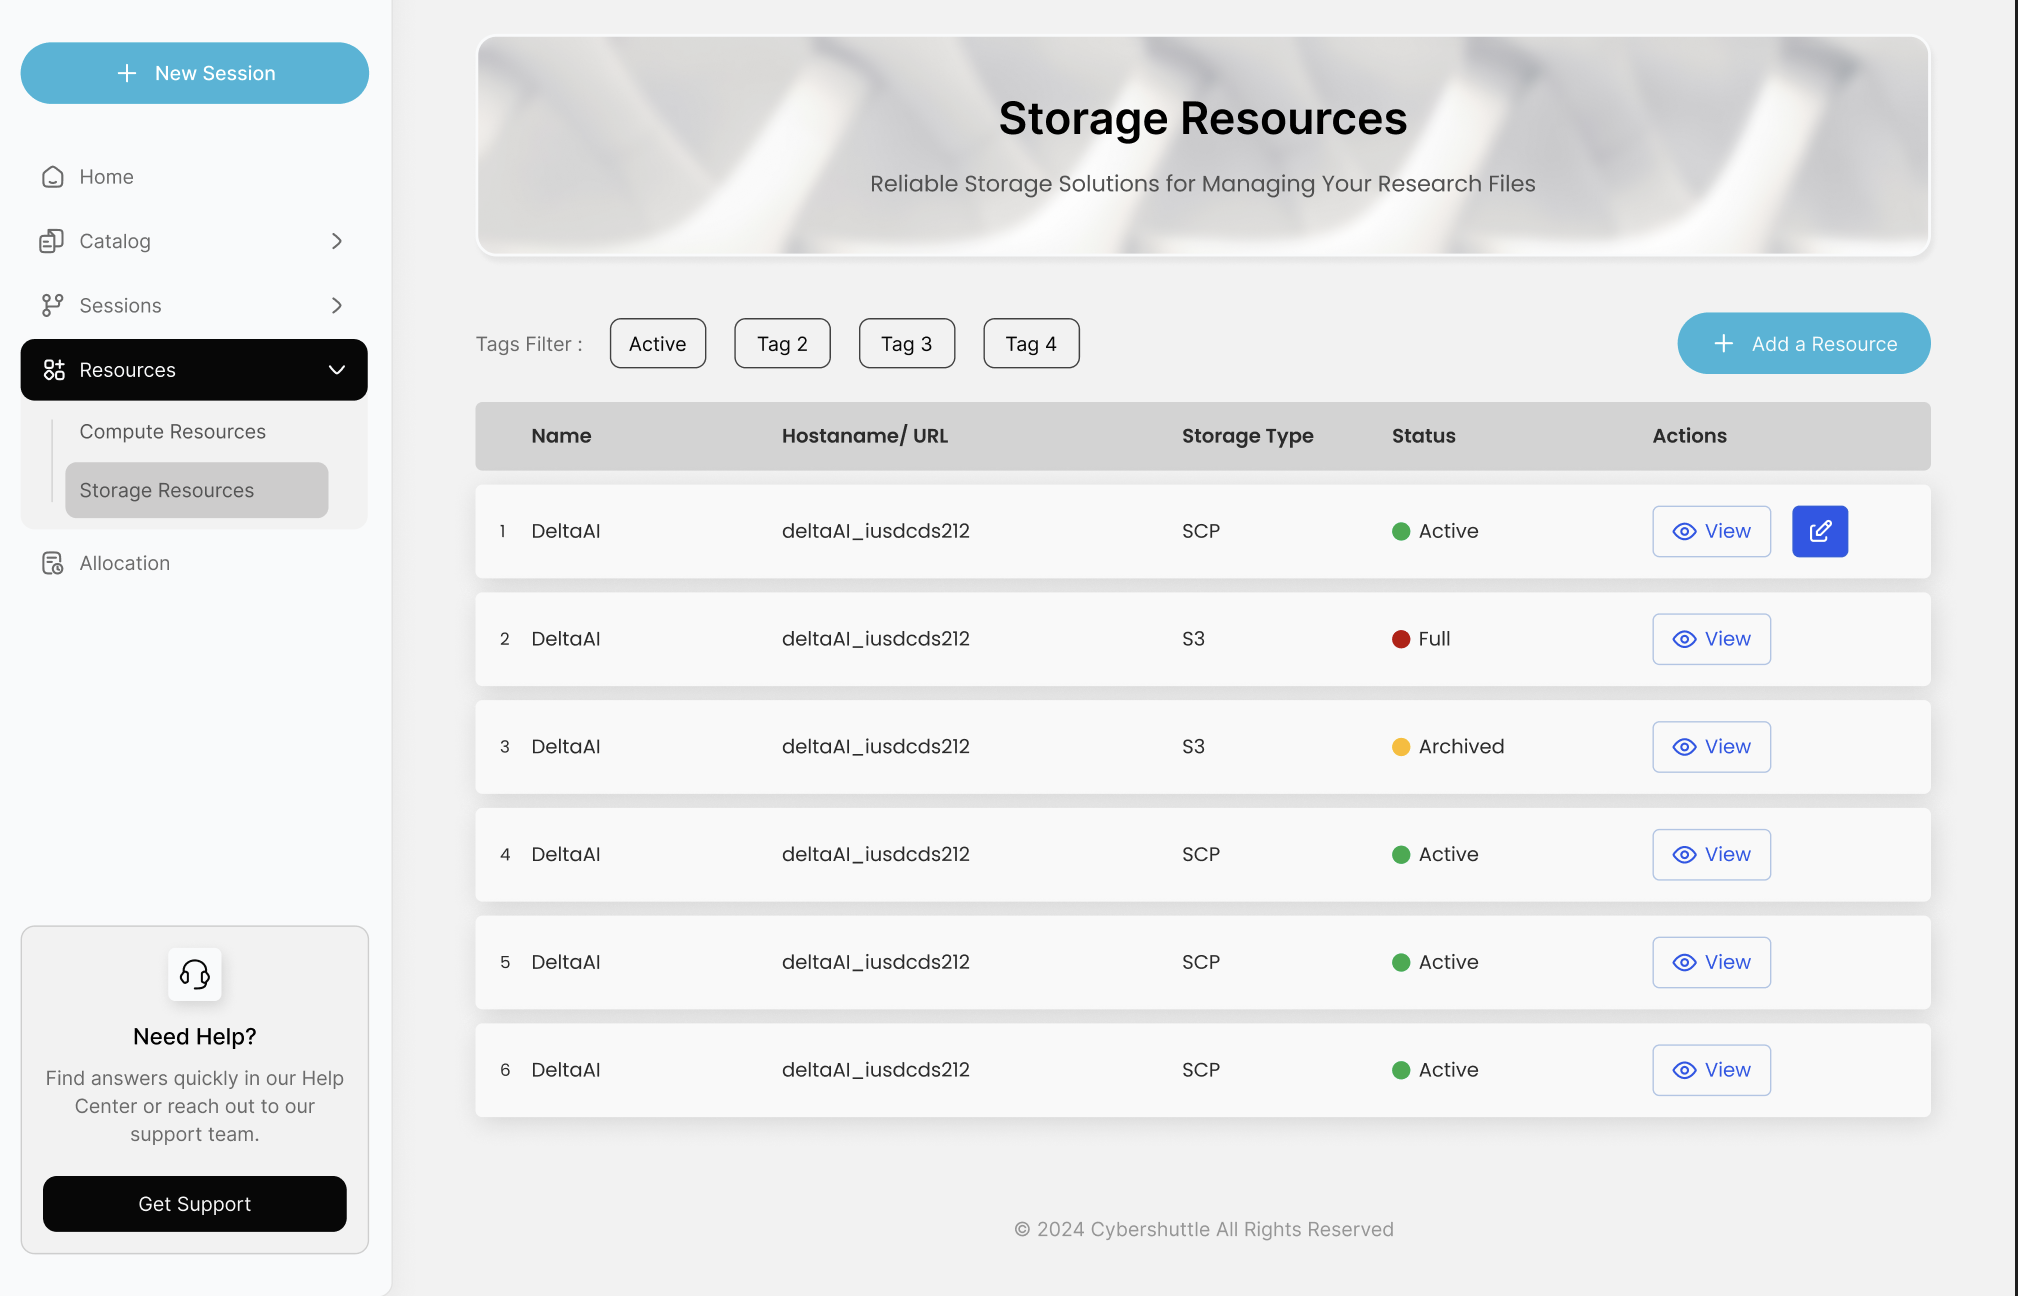 New Session
Home
Catalog
Sessions
Resources
Compute Resources
Storage Resources
Allocation
Need Help?
Find answers quickly in our Help
Center or reach out to our
support team.
Get Support
Storage Resources
Reliable Storage Solutions for Managing Your Research Files
Tags Filter : Active Tag 2 Tag 3 Tag 4 Add a Resource
Name Hostaname/ URL Storage Type Status Actions
1 DeltaAI deltaAI_iusdcds212 SCP Active View
2 DeltaAI deltaAI_iusdcds212 S3 Full View
3 DeltaAI deltaAI_iusdcds212 S3 Archived View
4 DeltaAI deltaAI_iusdcds212 SCP Active View
5 DeltaAI deltaAI_iusdcds212 SCP Active View
6 DeltaAI deltaAI_iusdcds212 SCP Active View
© 2024 Cybershuttle All Rights Reserved